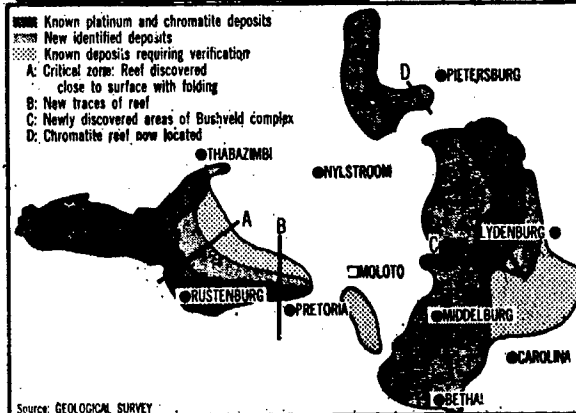 Known platinum and chromatite deposits
New identified deposits
Known deposits requiring verification
A: Critical zone: Reef discovered
close to surface with folding
B: New traces of reef
C: Newly discovered areas of Bushveld complex
D: Chromatite reef now located
D
PIETERSBURG
THABAZIMBI
NYLSTROOM
A
B
C
LYDENBURG
MOLOTO
RUSTENBURG
PRETORIA
MIDDELBURG
CAROLINA
BETHAL
Source: GEOLOGICAL SURVEY